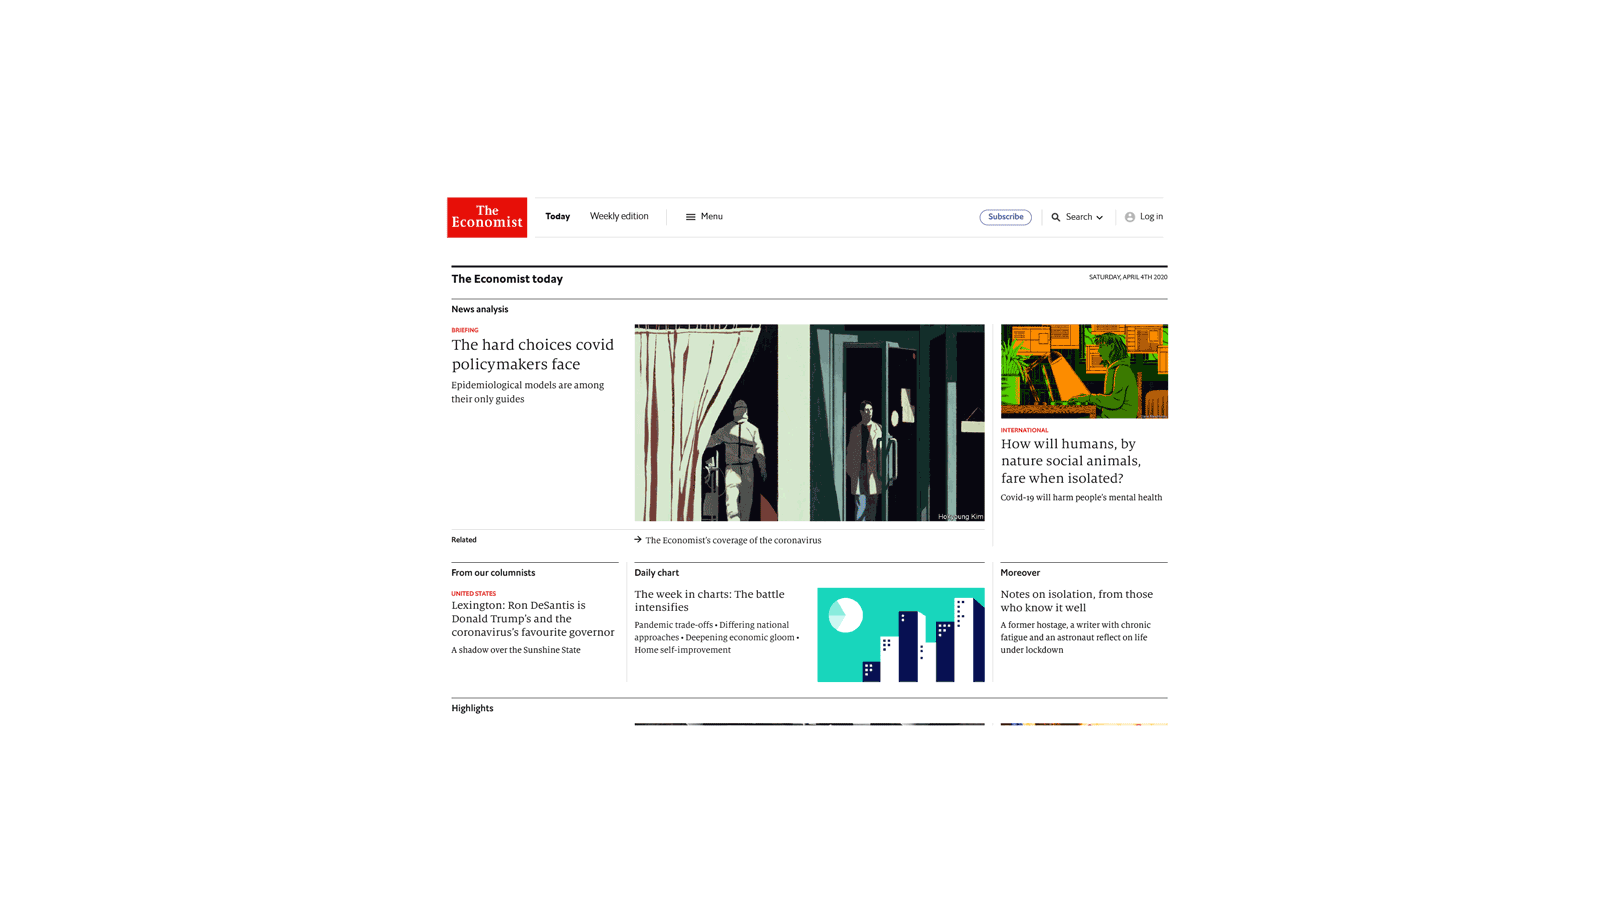 The
Economist
Today
Weekly edition
Menu
Subscribe
Search
Log in
The Economist today
SATURDAY, APRIL 4TH 2020
News analysis
BRIEFING
The hard choices covid
policymakers face
Epidemiological models are among
their only guides
Kim
INTERNATIONAL
How will humans, by
nature social animals,
fare when isolated?
Covid-19 will harm people's mental health
Related
→ The Economist's coverage of the coronavirus
From our columnists
UNITED STATES
Lexington: Ron DeSantis is
Donald Trump's and the
coronavirus's favourite governor
A shadow over the Sunshine State
Daily chart
The week in charts: The battle
intensifies
Pandemic trade-offs • Differing national
approaches • Deepening economic gloom •
Home self-improvement
Moreover
Notes on isolation, from those
who know it well
A former hostage, a writer with chronic
fatigue and an astronaut reflect on life
under lockdown
Highlights